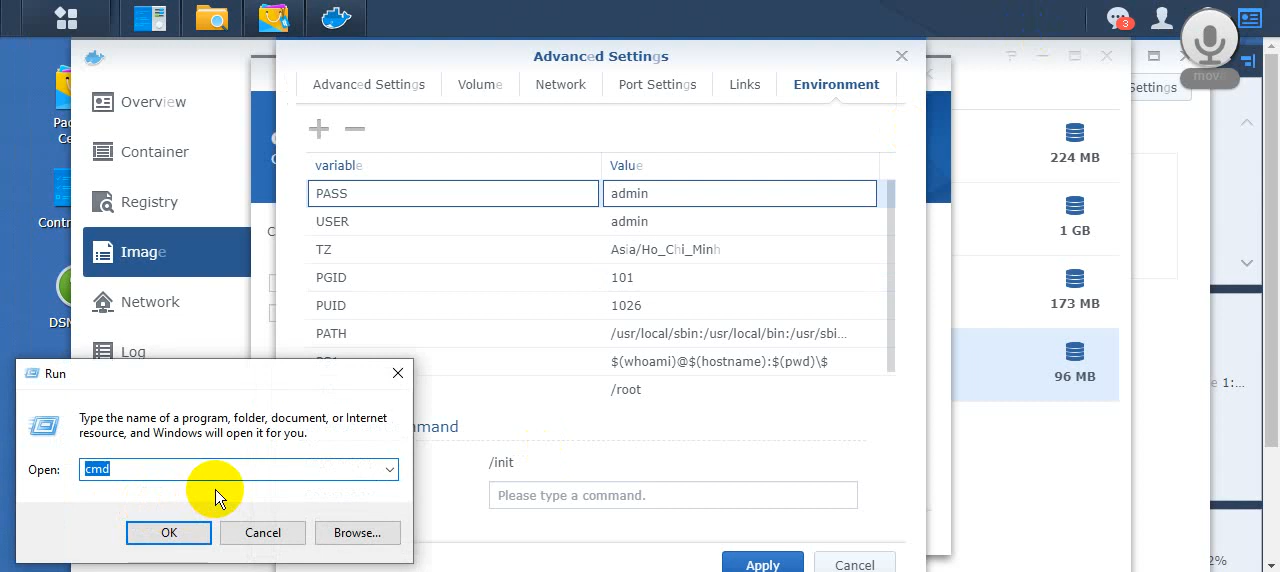 3
move
Advanced Settings
Settings
Advanced Settings
Volume
Network
Port Settings
Links
Environment
Overview
Container
Registry
Image
Network
Log
variable
Value
PASS
admin
USER
admin
TZ
Asia/Ho_Chi_Minh
PGID
101
PUID
1026
PATH
/usr/local/sbin:/usr/local/bin:/usr/sbi...
$(whoami)@$(hostname):$(pwd)\$
/root
224 MB
1 GB
173 MB
96 MB
/init
Please type a command.
Apply
Cancel
Run
Type the name of a program, folder, document, or Internet
resource, and Windows will open it for you.
Open:
cmd
OK
Cancel
Browse...